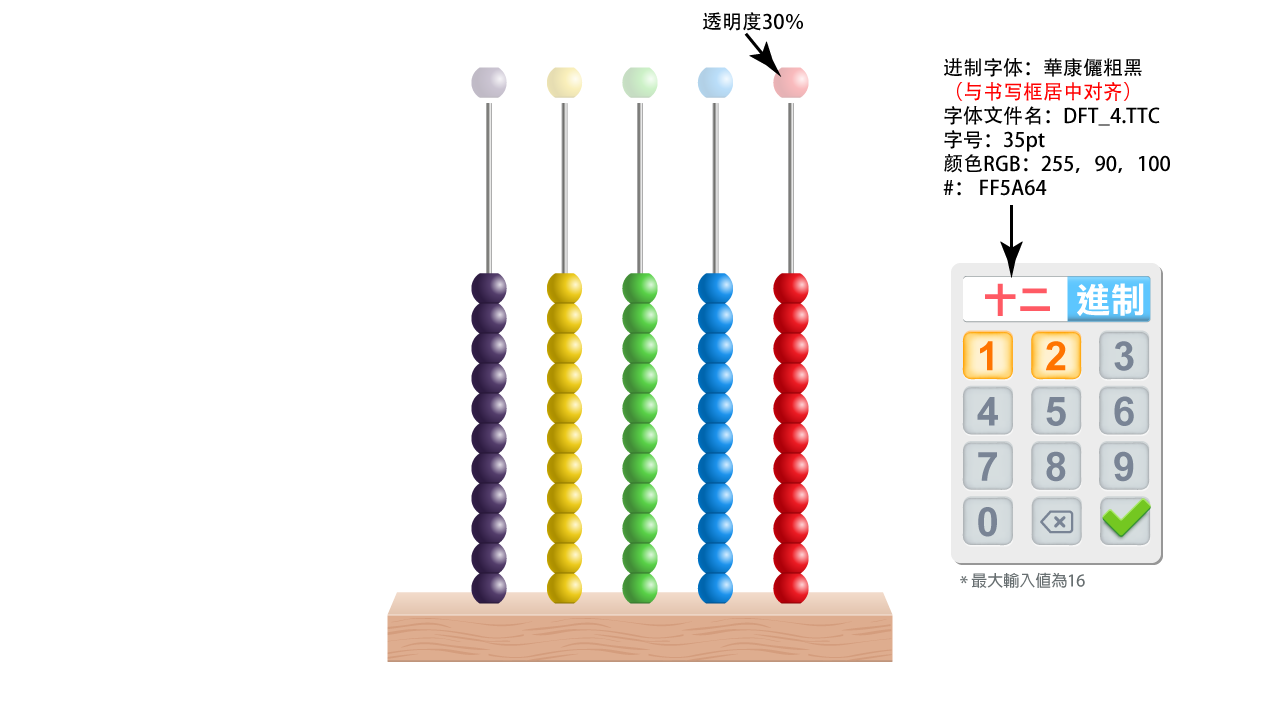 透明度30%
进制字体：華康儷粗黑
（与书写框居中对齐）
字体文件名：DFT_4.TTC
字号：35pt
颜色RGB：255，90，100
#： FF5A64
十二 進制
1 2 3
4 5 6
7 8 9
0
*最大輸入值為16